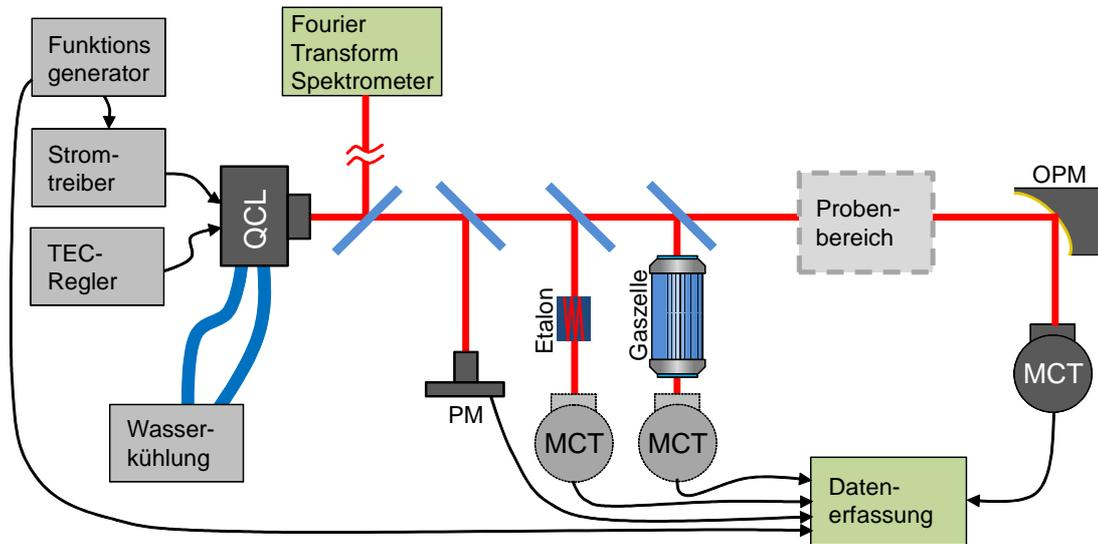 Fourier
Transform
Spektrometer
Funktions
generator
Strom-
treiber
QCL
TEC-
Regler
Wasser-
kühlung
PM
Etalon
MCT
Gaszelle
MCT
Proben-
bereich
OPM
MCT
Daten-
erfassung